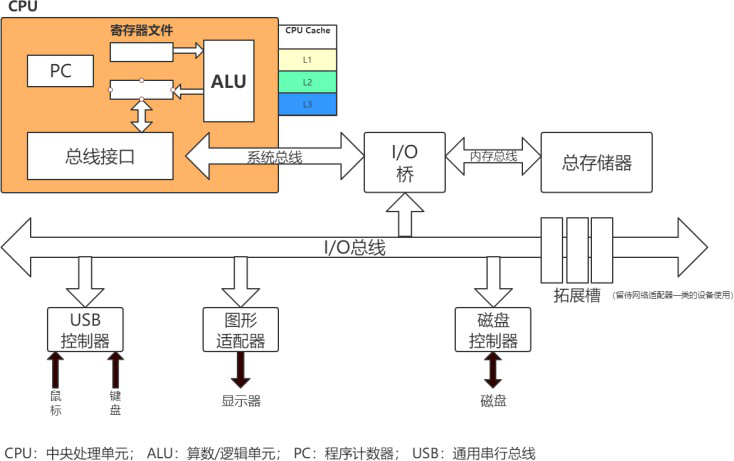 CPU
寄存器文件
CPU Cache
PC
ALU
L1
L2
L3
总线接口
系统总线
I/O
桥
内存总线
总存储器
I/O总线
拓展槽
(留待网络适配器一类的设备使用)
USB
控制器
图形
适配器
磁盘
控制器
鼠标
键盘
显示器
磁盘
CPU：中央处理单元； ALU：算数/逻辑单元； PC：程序计数器； USB：通用串行总线